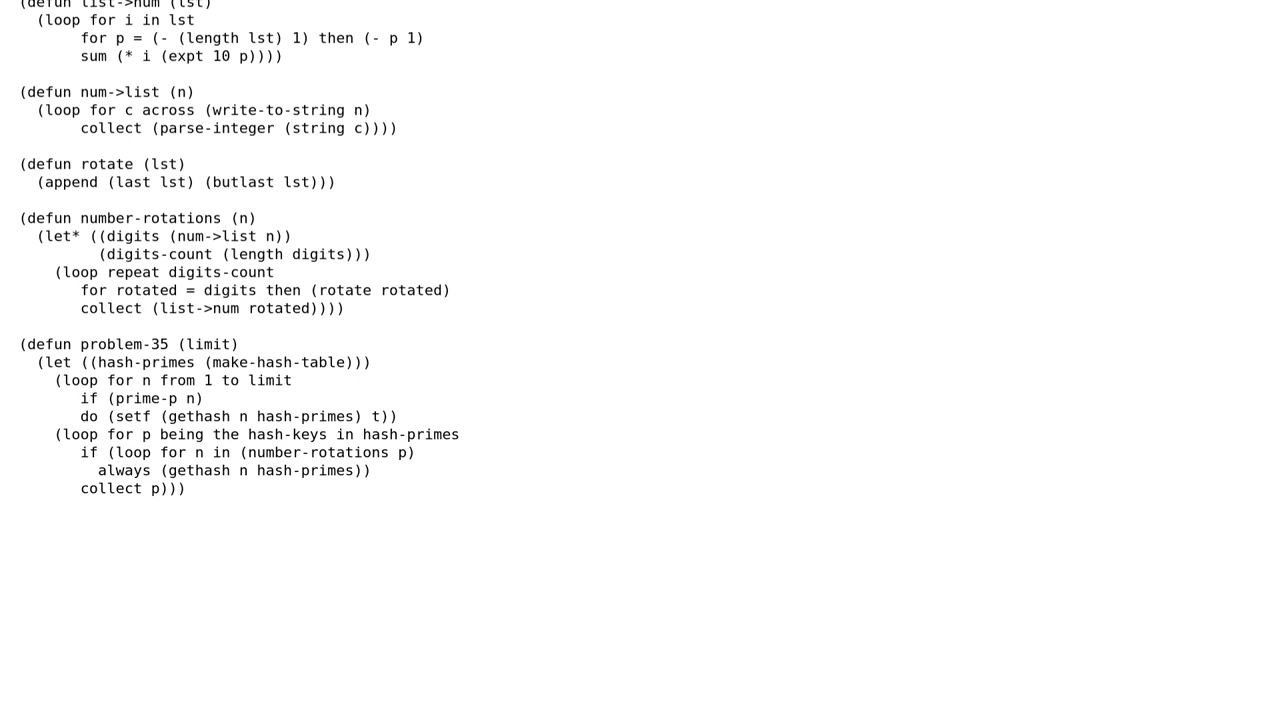 (defun list->num (lst)
  (loop for i in lst
       for p = (- (length lst) 1) then (- p 1)
       sum (* i (expt 10 p))))

(defun num->list (n)
  (loop for c across (write-to-string n)
       collect (parse-integer (string c))))

(defun rotate (lst)
  (append (last lst) (butlast lst)))

(defun number-rotations (n)
  (let* ((digits (num->list n))
         (digits-count (length digits)))
    (loop repeat digits-count
       for rotated = digits then (rotate rotated)
       collect (list->num rotated))))

(defun problem-35 (limit)
  (let ((hash-primes (make-hash-table)))
    (loop for n from 1 to limit
       if (prime-p n)
       do (setf (gethash n hash-primes) t))
    (loop for p being the hash-keys in hash-primes
       if (loop for n in (number-rotations p)
         always (gethash n hash-primes))
       collect p)))